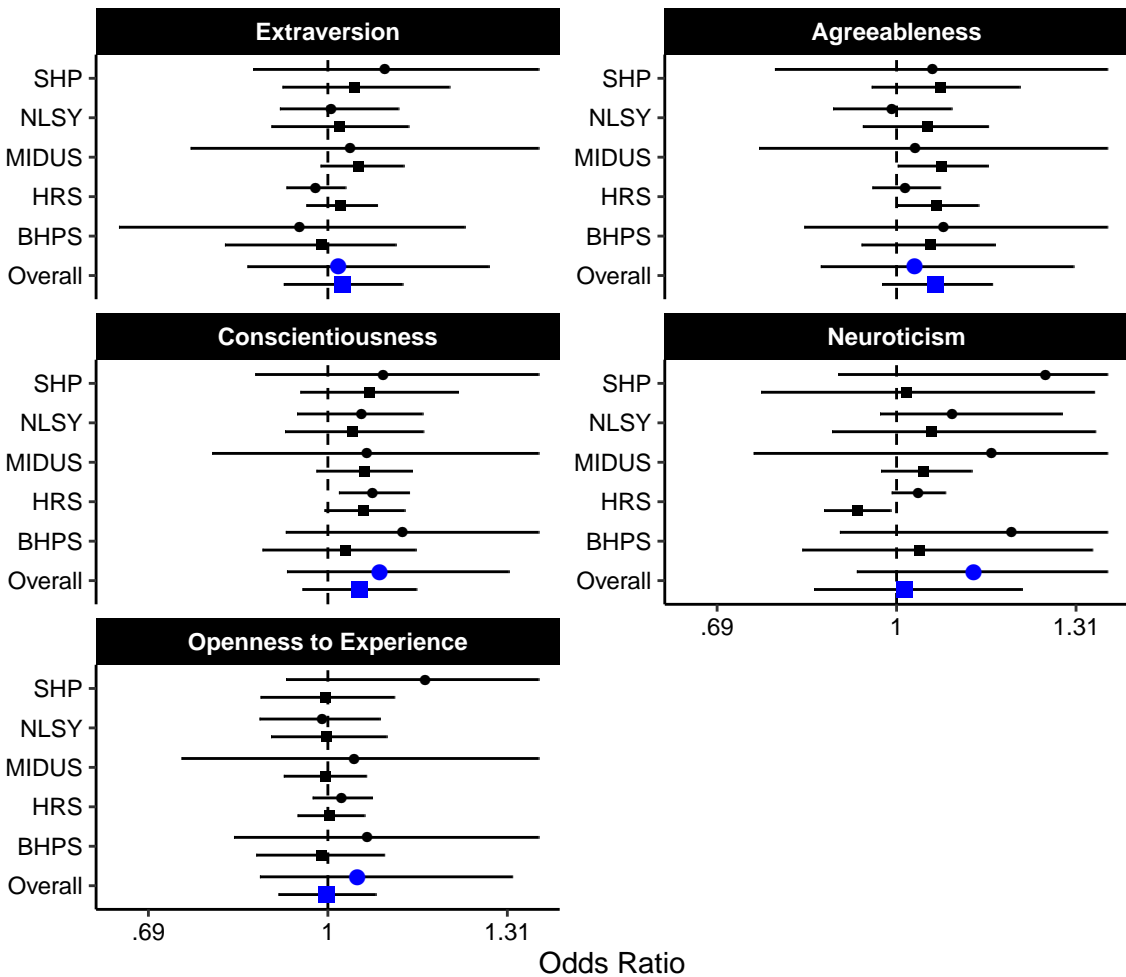 Extraversion
SHP
NLSY
MIDUS
HRS
BHPS
Overall
Agreeableness
SHP
NLSY
MIDUS
HRS
BHPS
Overall
Conscientiousness
SHP
NLSY
MIDUS
HRS
BHPS
Overall
Neuroticism
SHP
NLSY
MIDUS
HRS
BHPS
Overall
.69 1 1.31
Openness to Experience
SHP
NLSY
MIDUS
HRS
BHPS
Overall
.69 1 1.31
Odds Ratio